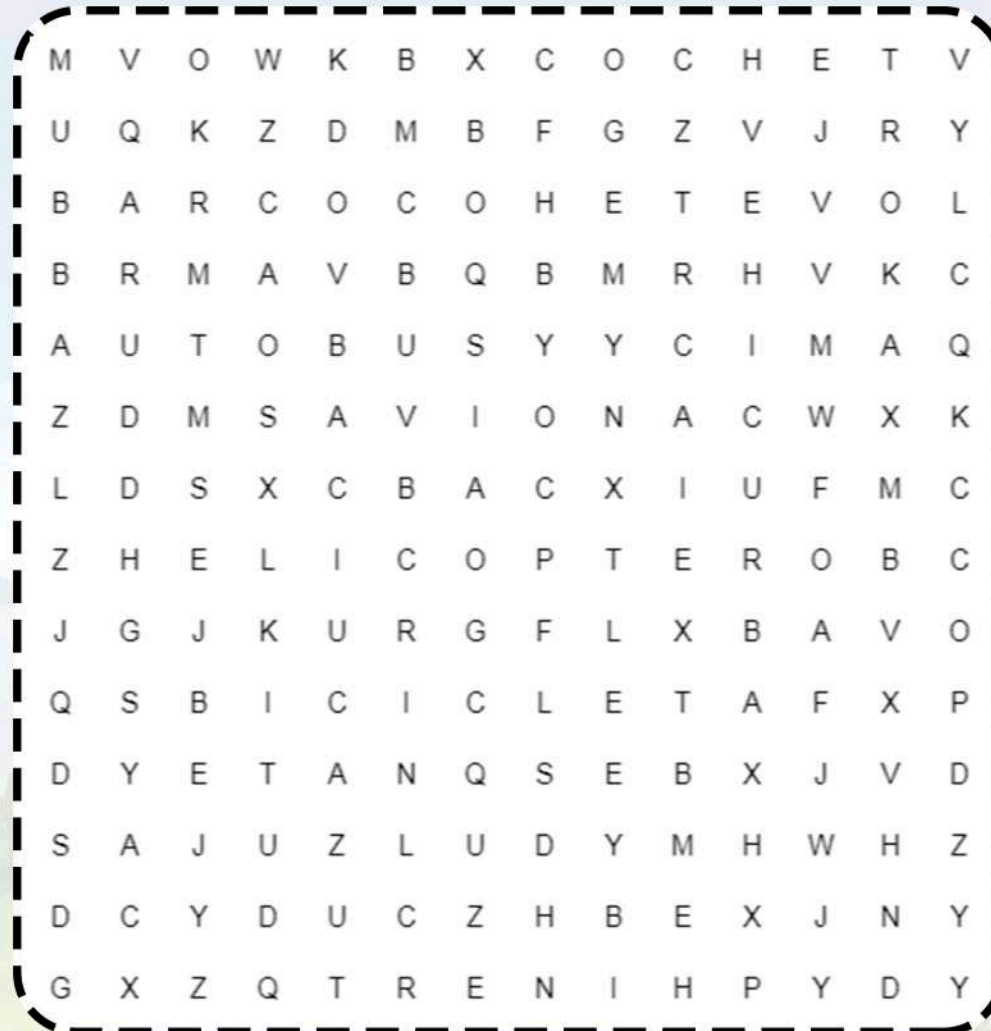 M V O W K B X C O C H E T V
U Q K Z D M B F G Z V J R Y
B A R C O C O H E T E V O L
B R M A V B Q B M R H V K C
A U T O B U S Y Y C I M A Q
Z D M S A V I O N A C W X K
L D S X C B A C X I U F M C
Z H E L I C O P T E R O B C
J G J K U R G F L X B A V O
Q S B I C I C L E T A F X P
D Y E T A N Q S E B X J V D
S A J U Z L U D Y M H W H Z
D C Y D U C Z H B E X J N Y
G X Z Q T R E N I H P Y D Y